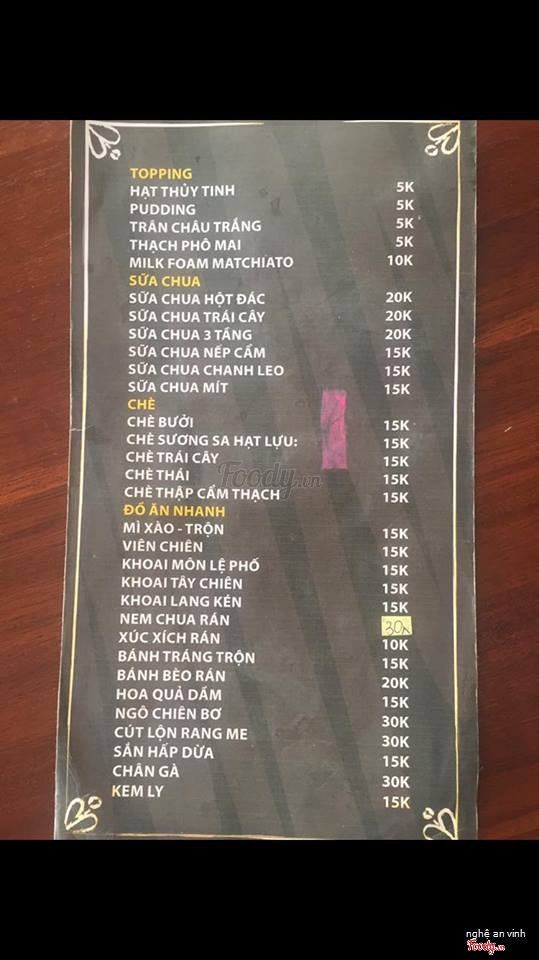 TOPPING
HẠT THỦY TINH 5K
PUDDING 5K
TRÂN CHÂU TRẮNG 5K
THẠCH PHÔ MAI 5K
MILK FOAM MATCHIATO 10K
SỮA CHUA
SỮA CHUA HỘT ĐÁC 20K
SỮA CHUA TRÁI CÂY 20K
SỮA CHUA 3 TẦNG 20K
SỮA CHUA NẾP CẨM 15K
SỮA CHUA CHANH LEO 15K
SỮA CHUA MÍT 15K
CHÈ
CHÈ BƯỞI 15K
CHÈ SƯƠNG SA HẠT LỰU: 15K
CHÈ TRÁI CÂY 15K
CHÈ THÁI 15K
CHÈ THẬP CẨM THẠCH 15K
Foody.vn
ĐỒ ĂN NHANH
MÌ XÀO - TRỘN 15K
VIÊN CHIÊN 15K
KHOAI MÔN LỆ PHỐ 15K
KHOAI TÂY CHIÊN 15K
KHOAI LANG KÉN 15K
NEM CHUA RÁN 30K
XÚC XÍCH RÁN 10K
BÁNH TRÁNG TRỘN 15K
BÁNH BÈO RÁN 20K
HOA QUẢ DẦM 15K
NGÔ CHIÊN BƠ 30K
CÚT LỘN RANG ME 30K
SẮN HẤP DỪA 15K
CHÂN GÀ 30K
KEM LY 15K
nghệ an vinh
Foody.vn